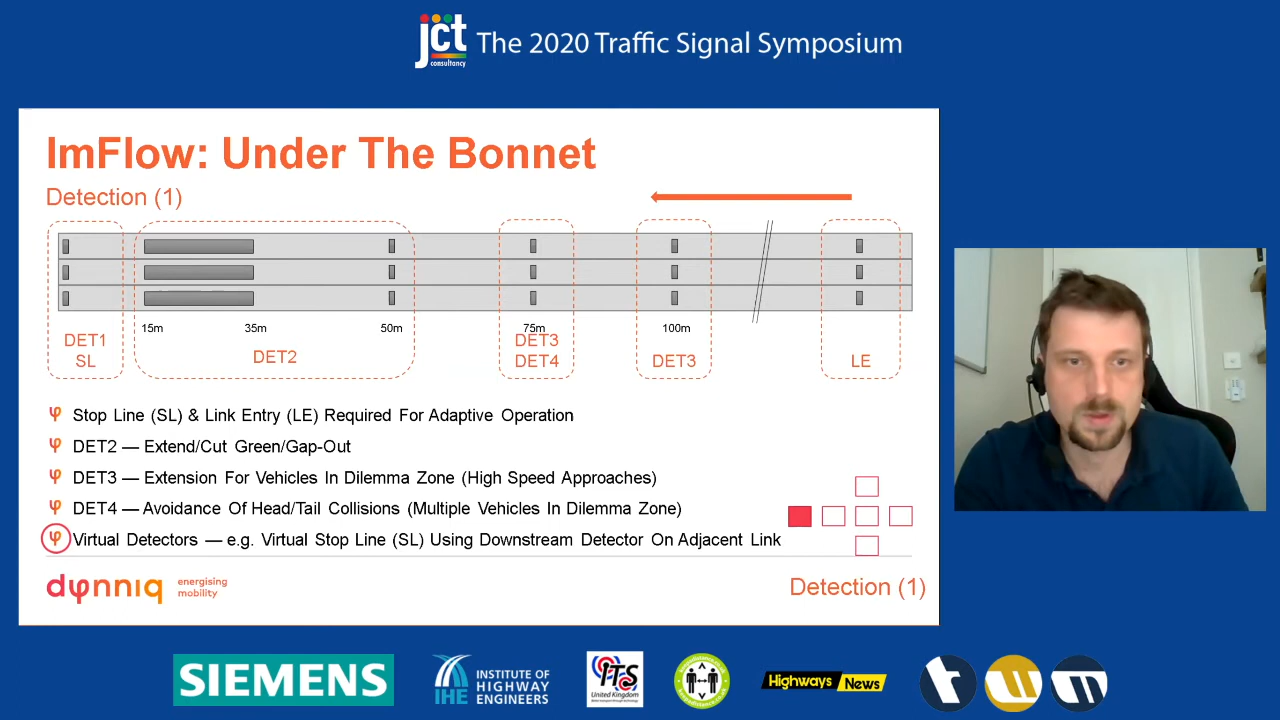 jct
consultancy
The 2020 Traffic Signal Symposium
ImFlow: Under The Bonnet
Detection (1)
15m
35m
50m
75m
100m
DET1
SL
DET2
DET3
DET4
DET3
LE
φ Stop Line (SL) & Link Entry (LE) Required For Adaptive Operation
φ DET2 — Extend/Cut Green/Gap-Out
φ DET3 — Extension For Vehicles In Dilemma Zone (High Speed Approaches)
φ DET4 — Avoidance Of Head/Tail Collisions (Multiple Vehicles In Dilemma Zone)
φ Virtual Detectors — e.g. Virtual Stop Line (SL) Using Downstream Detector On Adjacent Link
dynniq
energising
mobility
Detection (1)
SIEMENS
IHE
INSTITUTE OF
HIGHWAY
ENGINEERS
ITS
United Kingdom
Highways
News